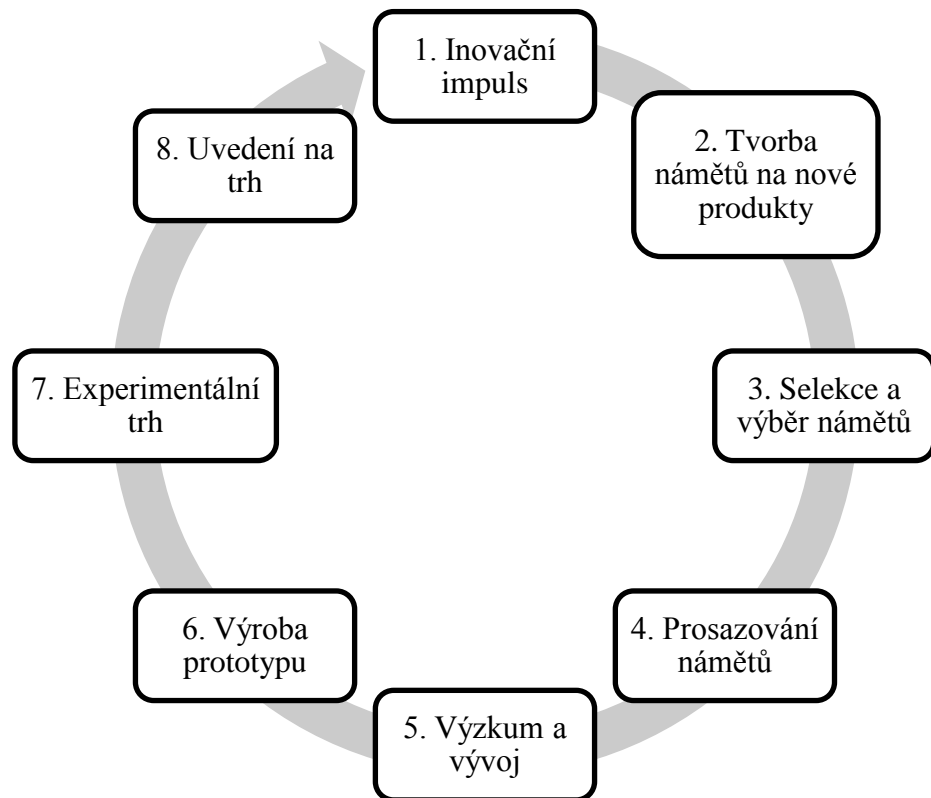 1. Inovační
impuls
2. Tvorba
námětů na nové
produkty
3. Selekce a
výběr námětů
4. Prosazování
námětů
5. Výzkum a
vývoj
6. Výroba
prototypu
7. Experimentální
trh
8. Uvedení na
trh